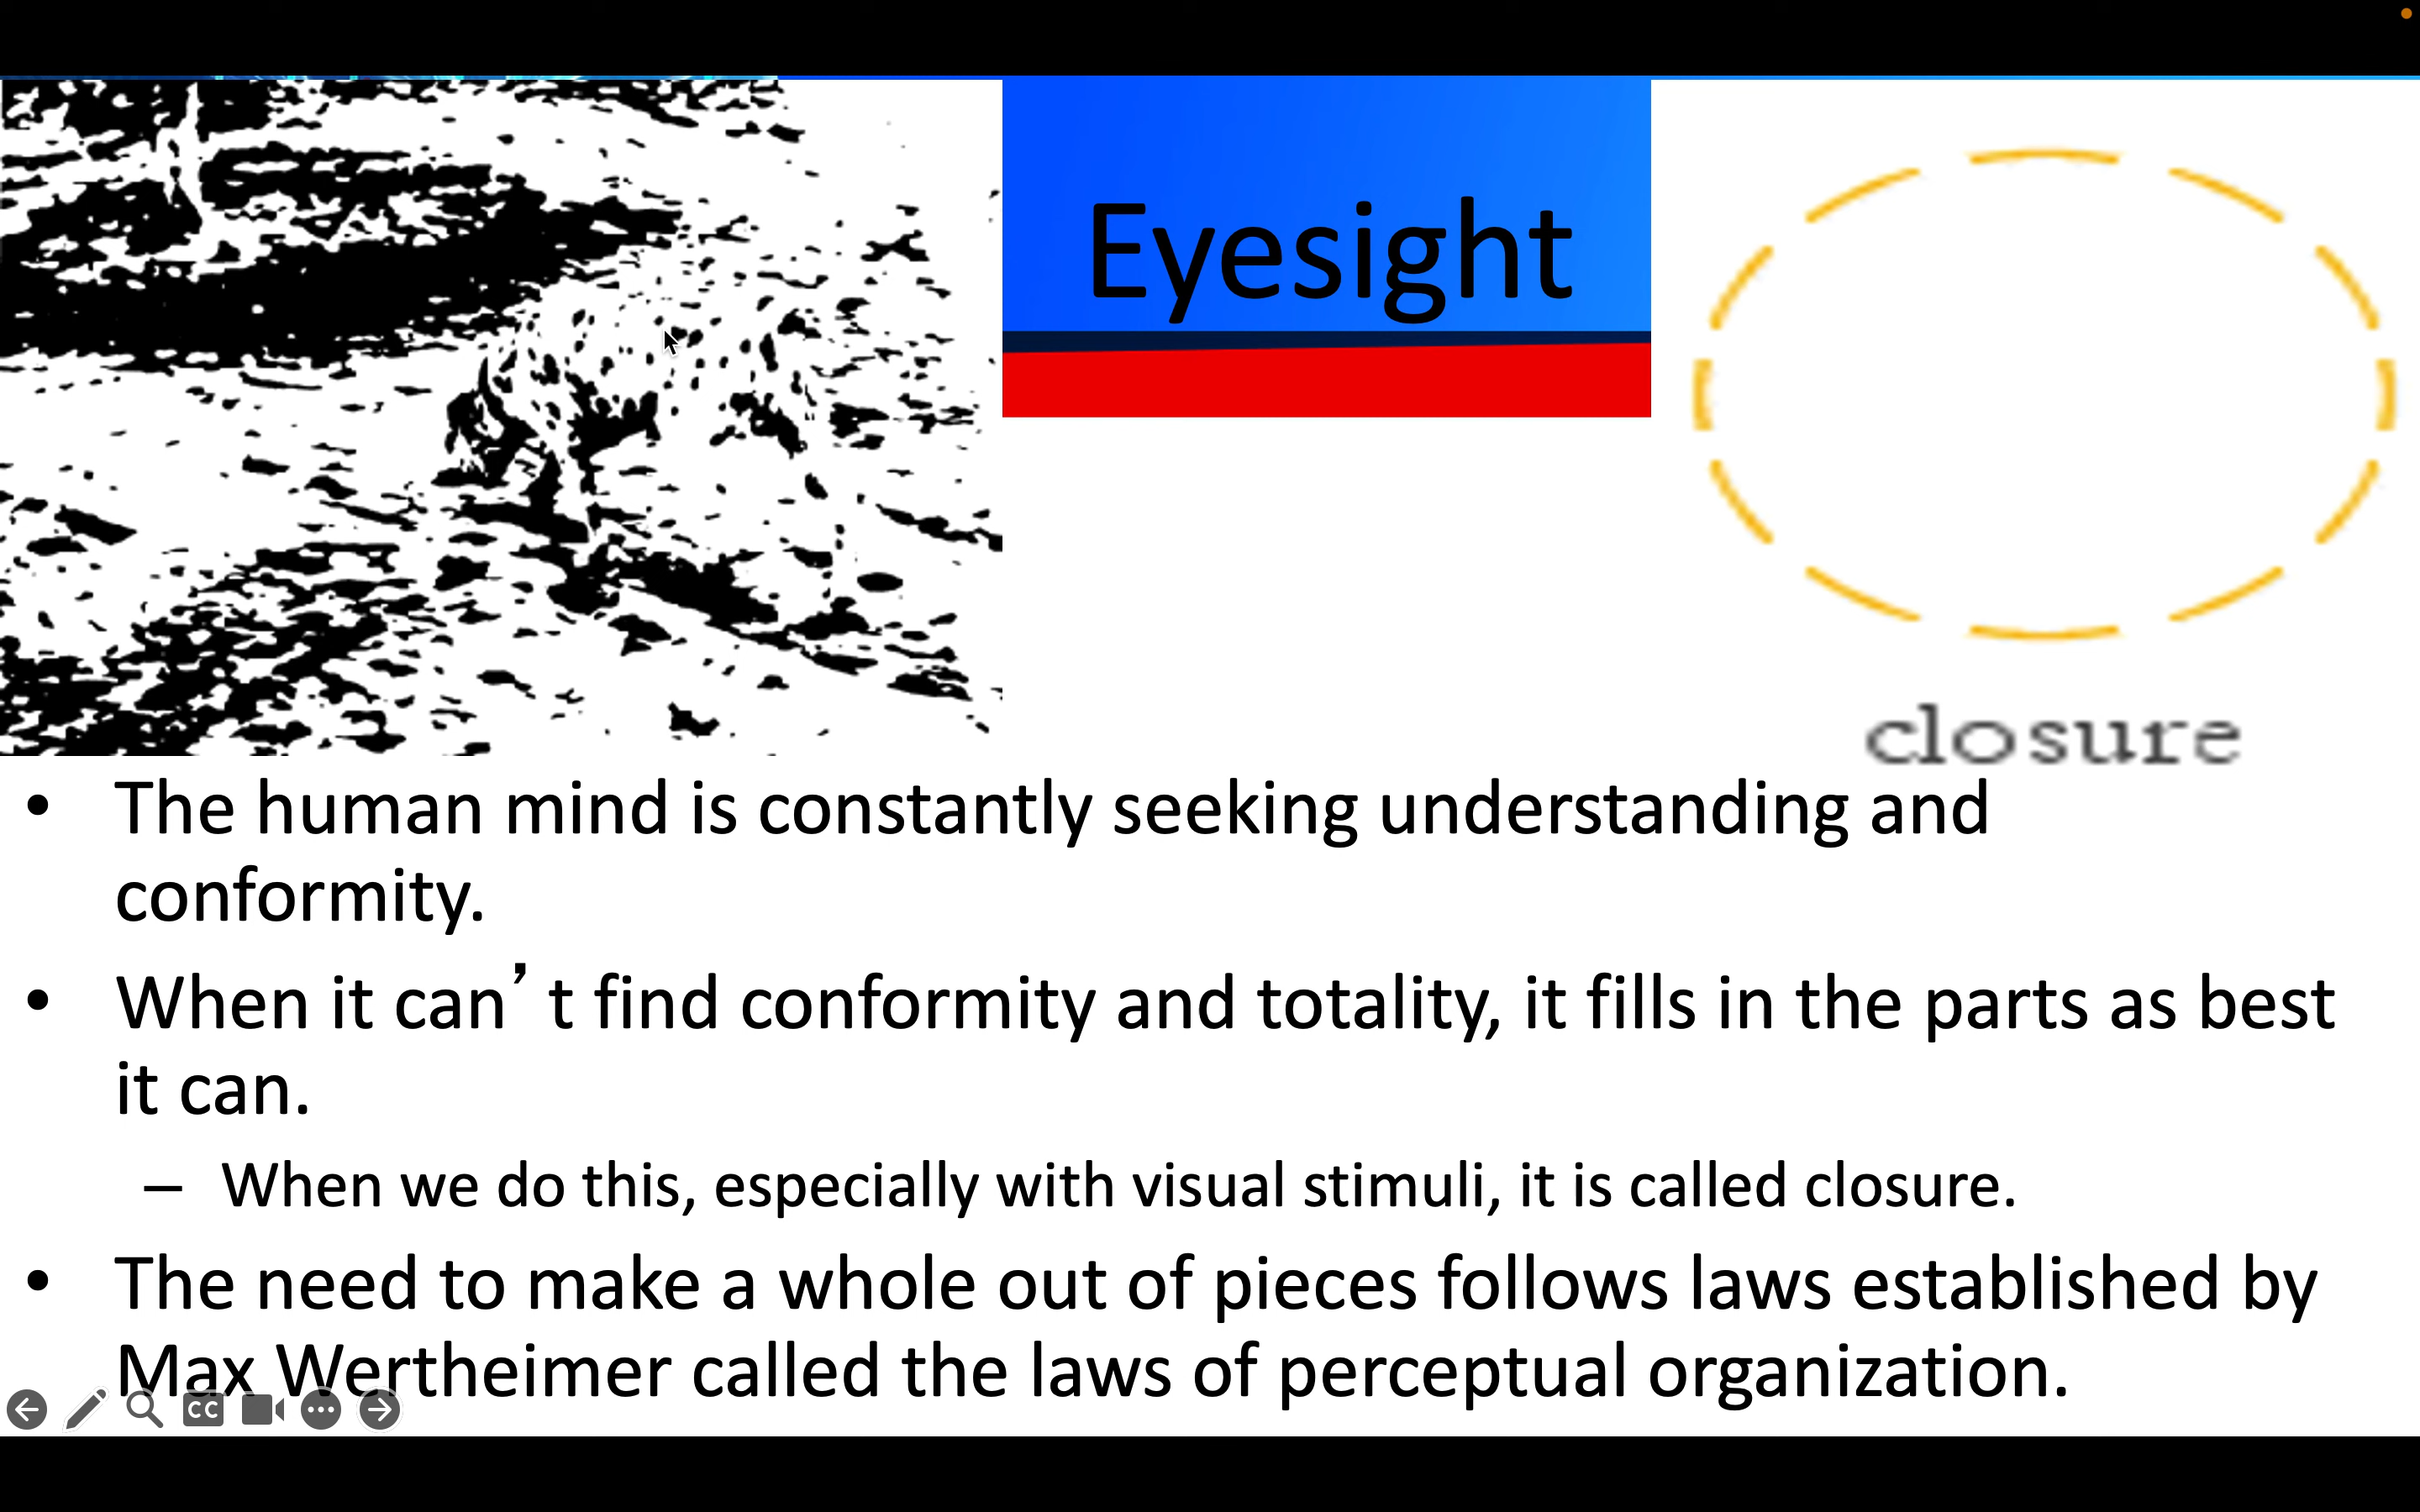 Eyesight
closure
• The human mind is constantly seeking understanding and
conformity.
• When it can’t find conformity and totality, it fills in the parts as best
it can.
– When we do this, especially with visual stimuli, it is called closure.
• The need to make a whole out of pieces follows laws established by
Max Wertheimer called the laws of perceptual organization.
CC